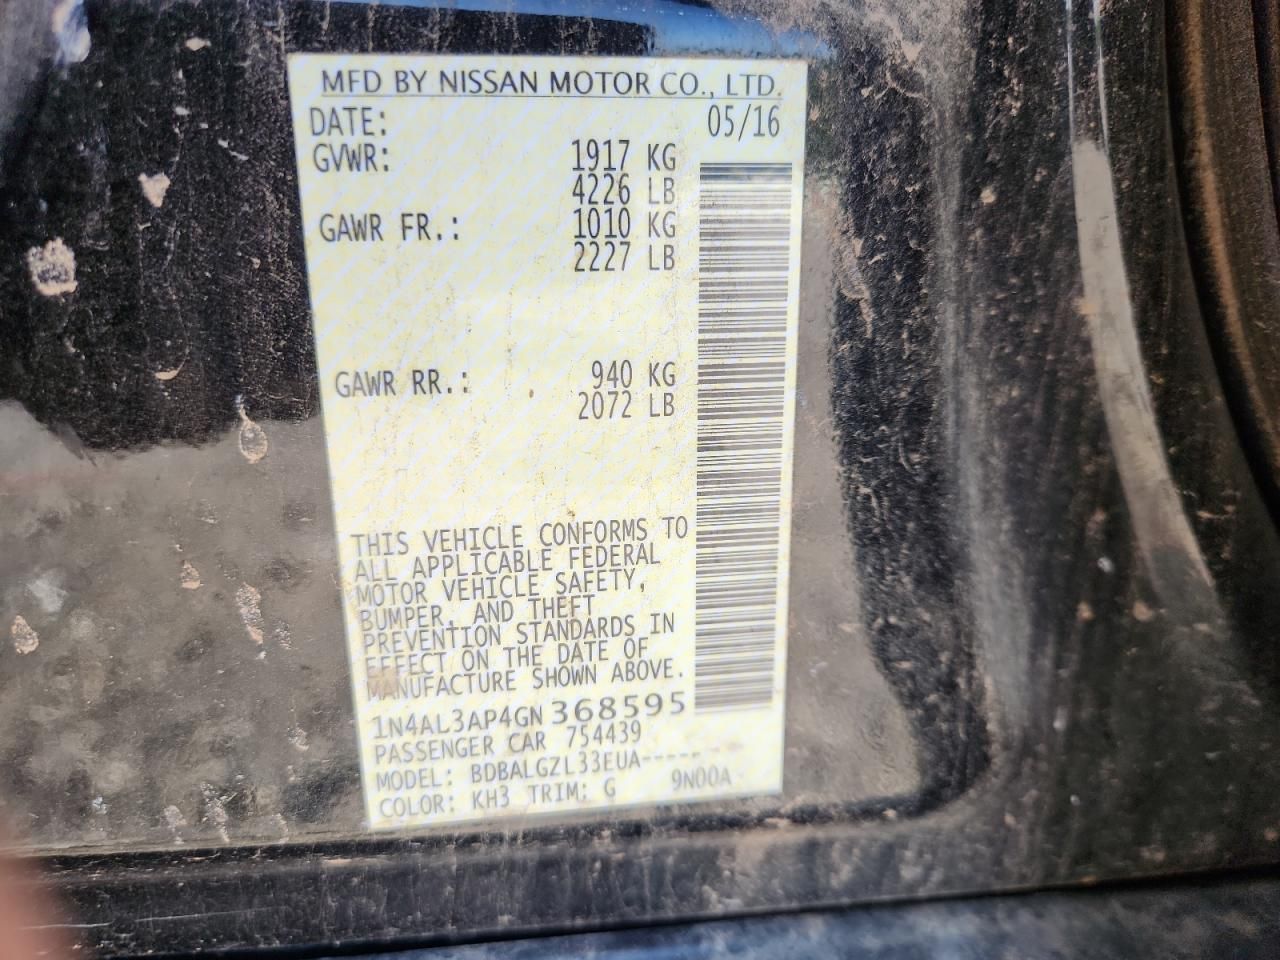 MFD BY NISSAN MOTOR CO., LTD.
DATE: 05/16
GVWR: 1917 KG
4226 LB
GAWR FR.: 1010 KG
2227 LB
GAWR RR.: 940 KG
2072 LB
THIS VEHICLE CONFORMS TO
ALL APPLICABLE FEDERAL
MOTOR VEHICLE SAFETY,
BUMPER, AND THEFT
PREVENTION STANDARDS IN
EFFECT ON THE DATE OF
MANUFACTURE SHOWN ABOVE.
1N4AL3AP4GN368595
PASSENGER CAR 754439
MODEL: BDBALGZL33EUA-----
COLOR: KH3 TRIM: G 9N00A